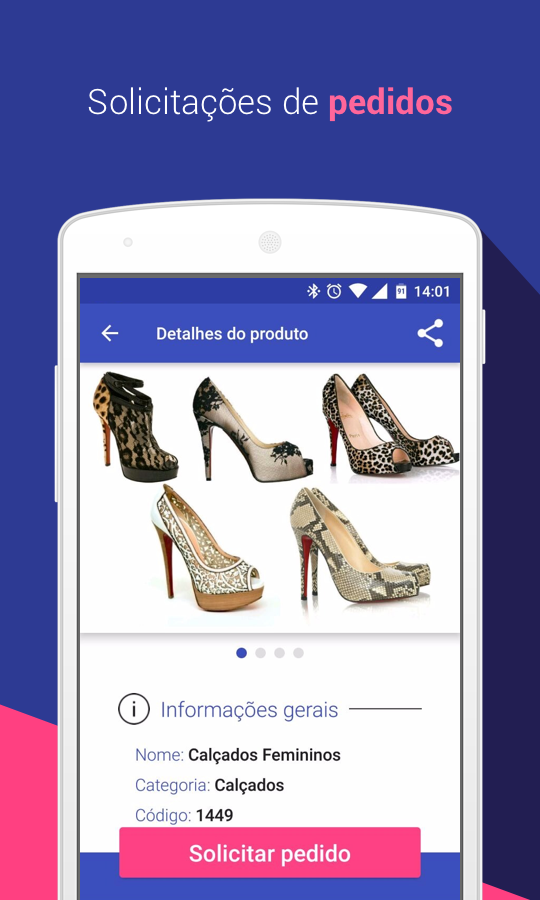 Solicitações de pedidos
91 14:01
Detalhes do produto
Informações gerais
Nome: Calçados Femininos
Categoria: Calçados
Código: 1449
Solicitar pedido